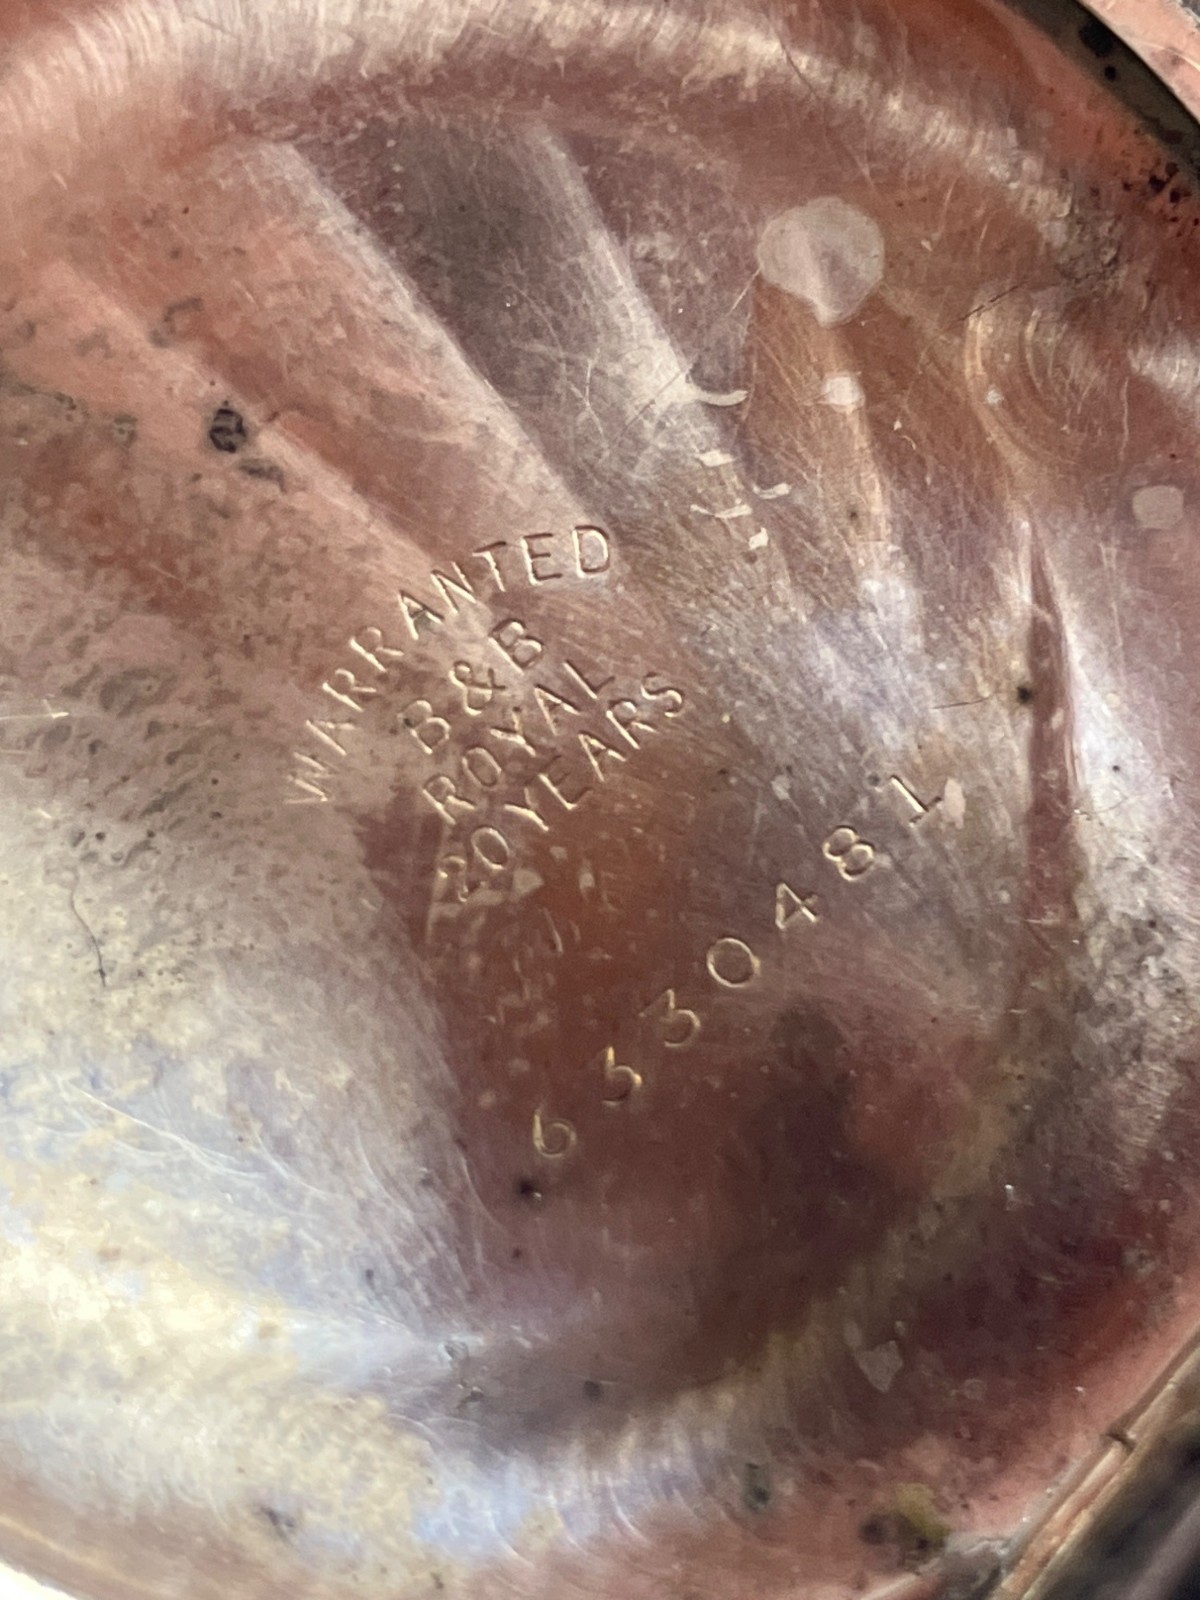 WARRANTED
B & B
ROYAL
20 YEARS
6330481